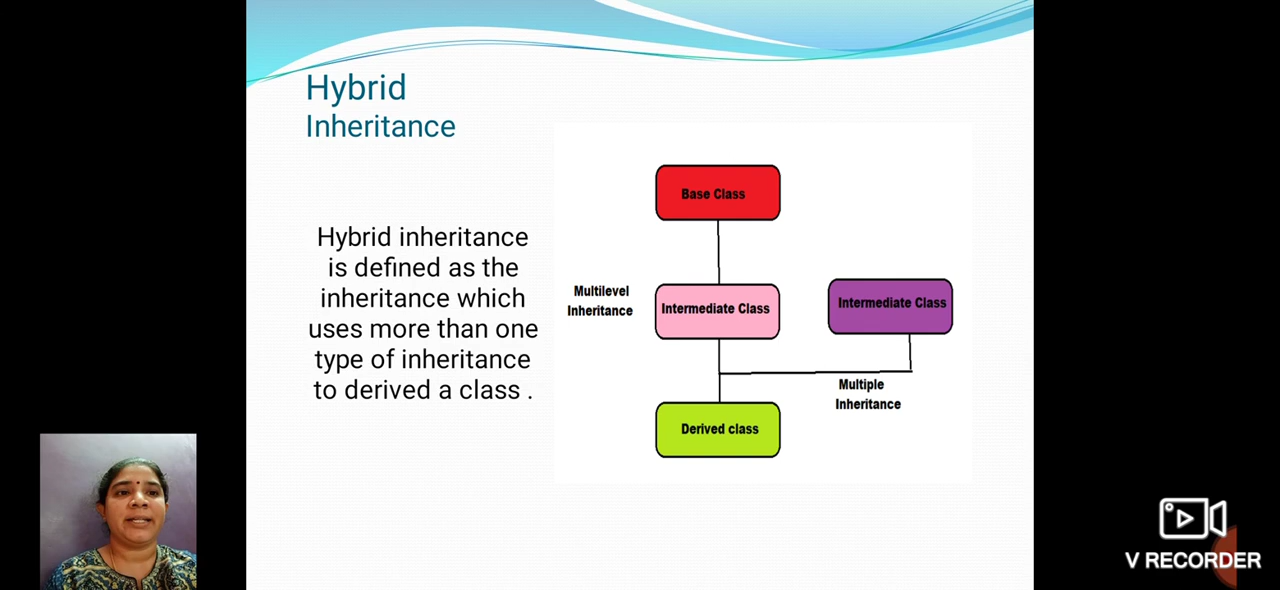 Hybrid
Inheritance
Hybrid inheritance
is defined as the
inheritance which
uses more than one
type of inheritance
to derived a class .
Base Class
Multilevel
Inheritance
Intermediate Class
Intermediate Class
Multiple
Inheritance
Derived class
V RECORDER